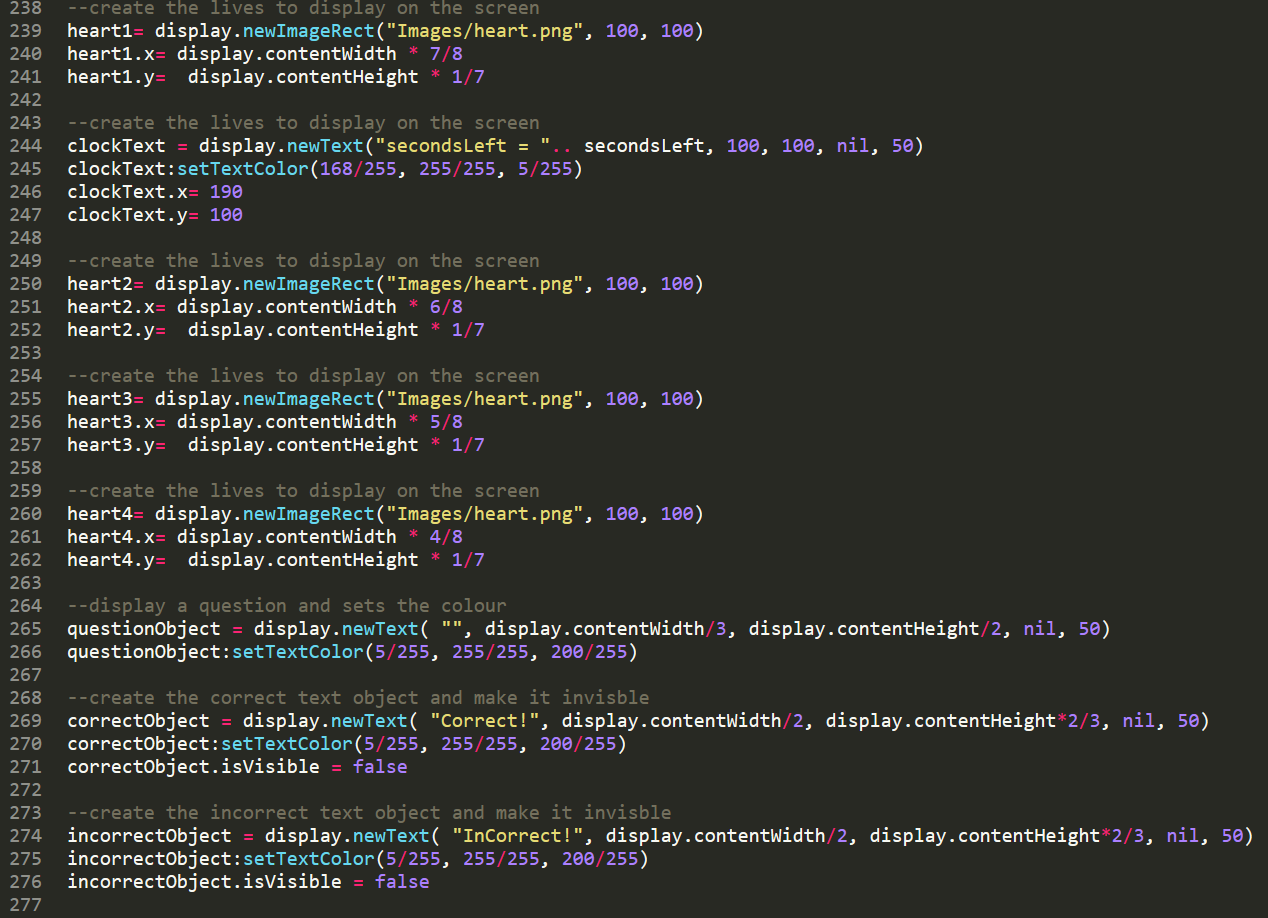 238 --create the lives to display on the screen
239 heart1= display.newImageRect("Images/heart.png", 100, 100)
240 heart1.x= display.contentWidth * 7/8
241 heart1.y=  display.contentHeight * 1/7
242
243 --create the lives to display on the screen
244 clockText = display.newText("secondsLeft = ".. secondsLeft, 100, 100, nil, 50)
245 clockText:setTextColor(168/255, 255/255, 5/255)
246 clockText.x= 190
247 clockText.y= 100
248
249 --create the lives to display on the screen
250 heart2= display.newImageRect("Images/heart.png", 100, 100)
251 heart2.x= display.contentWidth * 6/8
252 heart2.y=  display.contentHeight * 1/7
253
254 --create the lives to display on the screen
255 heart3= display.newImageRect("Images/heart.png", 100, 100)
256 heart3.x= display.contentWidth * 5/8
257 heart3.y=  display.contentHeight * 1/7
258
259 --create the lives to display on the screen
260 heart4= display.newImageRect("Images/heart.png", 100, 100)
261 heart4.x= display.contentWidth * 4/8
262 heart4.y=  display.contentHeight * 1/7
263
264 --display a question and sets the colour
265 questionObject = display.newText( "", display.contentWidth/3, display.contentHeight/2, nil, 50)
266 questionObject:setTextColor(5/255, 255/255, 200/255)
267
268 --create the correct text object and make it invisble
269 correctObject = display.newText( "Correct!", display.contentWidth/2, display.contentHeight*2/3, nil, 50)
270 correctObject:setTextColor(5/255, 255/255, 200/255)
271 correctObject.isVisible = false
272
273 --create the incorrect text object and make it invisble
274 incorrectObject = display.newText( "InCorrect!", display.contentWidth/2, display.contentHeight*2/3, nil, 50)
275 incorrectObject:setTextColor(5/255, 255/255, 200/255)
276 incorrectObject.isVisible = false
277